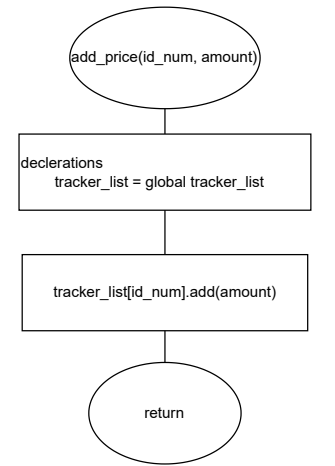 add_price(id_num, amount)
declerations
tracker_list = global tracker_list
tracker_list[id_num].add(amount)
return